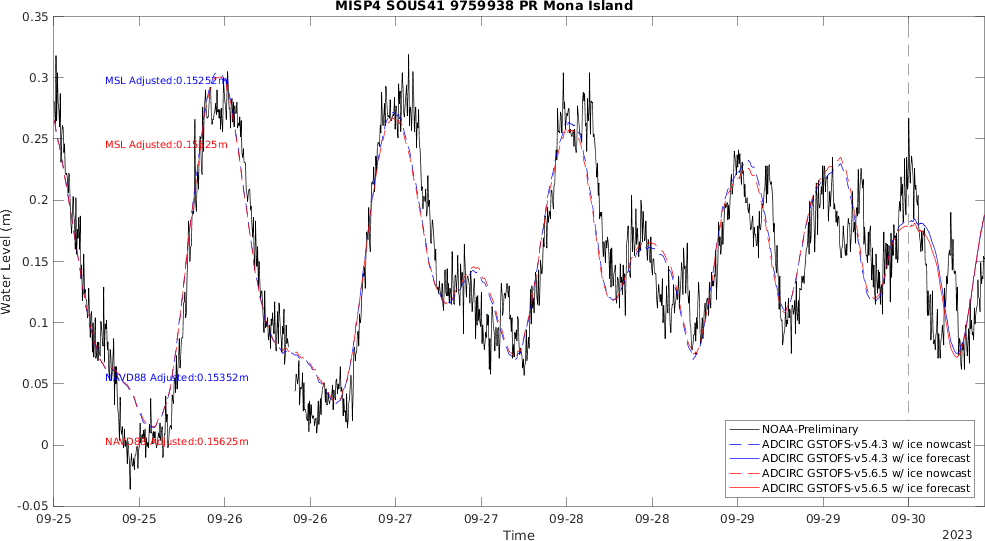 MISP4 SOUS41 9759938 PR Mona Island
0.35
0.3
0.25
0.2
0.15
0.1
0.05
0
-0.05
Water Level (m)
MSL Adjusted:0.15252m
MSL Adjusted:0.15625m
NAVD88 Adjusted:0.15352m
NAVD88 Adjusted:0.15625m
NOAA-Preliminary
ADCIRC GSTOFS-v5.4.3 w/ ice nowcast
ADCIRC GSTOFS-v5.4.3 w/ ice forecast
ADCIRC GSTOFS-v5.6.5 w/ ice nowcast
ADCIRC GSTOFS-v5.6.5 w/ ice forecast
09-25 09-25 09-26 09-26 09-27 09-27 09-28 09-28 09-29 09-29 09-30
Time
2023